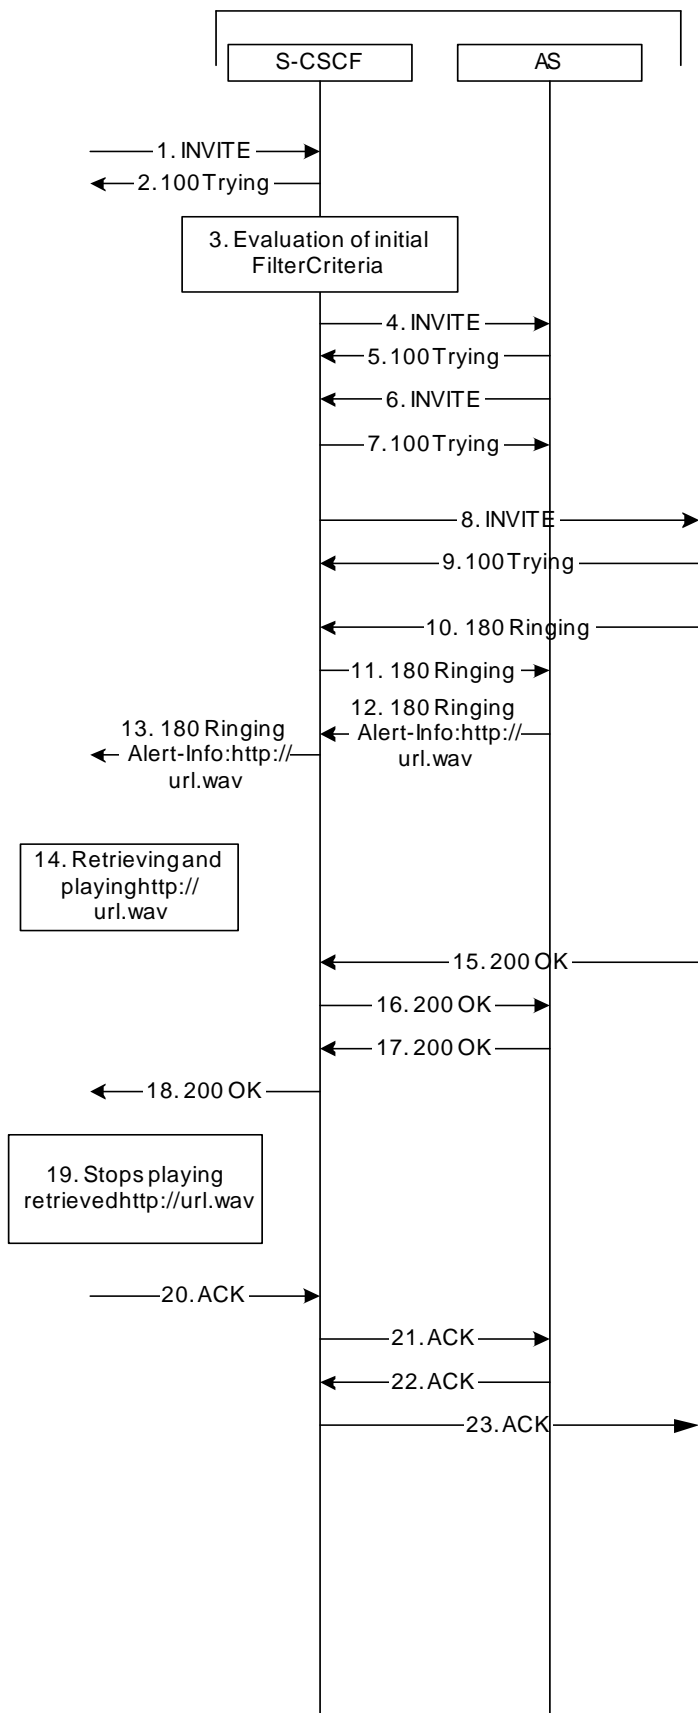 S-CSCF
AS
1. INVITE
2. 100 Trying
3. Evaluation of initial
FilterCriteria
4. INVITE
5. 100 Trying
6. INVITE
7. 100 Trying
8. INVITE
9. 100 Trying
10. 180 Ringing
11. 180 Ringing
12. 180 Ringing
Alert-Info:http://
url.wav
13. 180 Ringing
Alert-Info:http://
url.wav
14. Retrieving and
playinghttp://
url.wav
15. 200 OK
16. 200 OK
17. 200 OK
18. 200 OK
19. Stops playing
retrievedhttp://url.wav
20. ACK
21. ACK
22. ACK
23. ACK